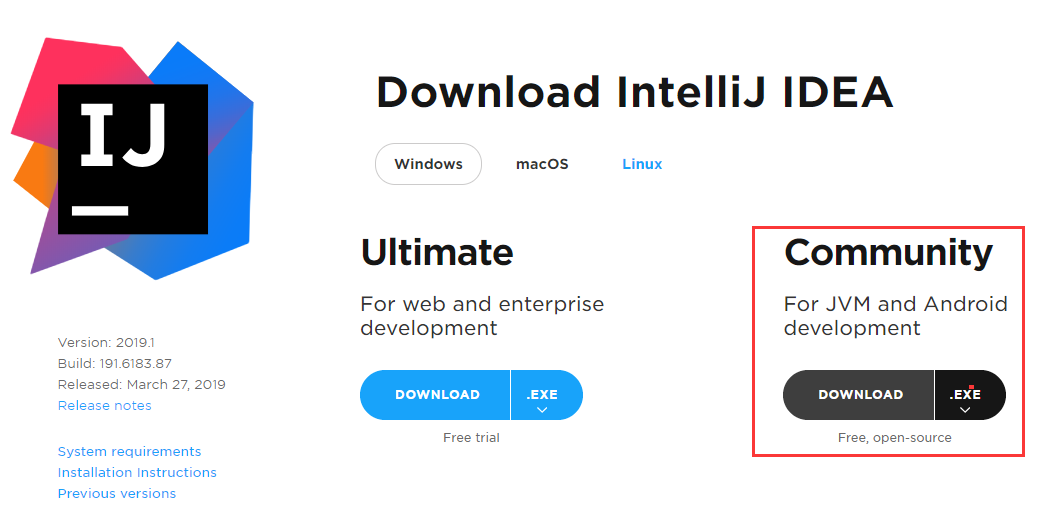 IJ
Download IntelliJ IDEA
Windows macOS Linux
Ultimate
For web and enterprise
development
DOWNLOAD .EXE
Free trial
Community
For JVM and Android
development
DOWNLOAD .EXE
Free, open-source
Version: 2019.1
Build: 191.6183.87
Released: March 27, 2019
Release notes
System requirements
Installation Instructions
Previous versions